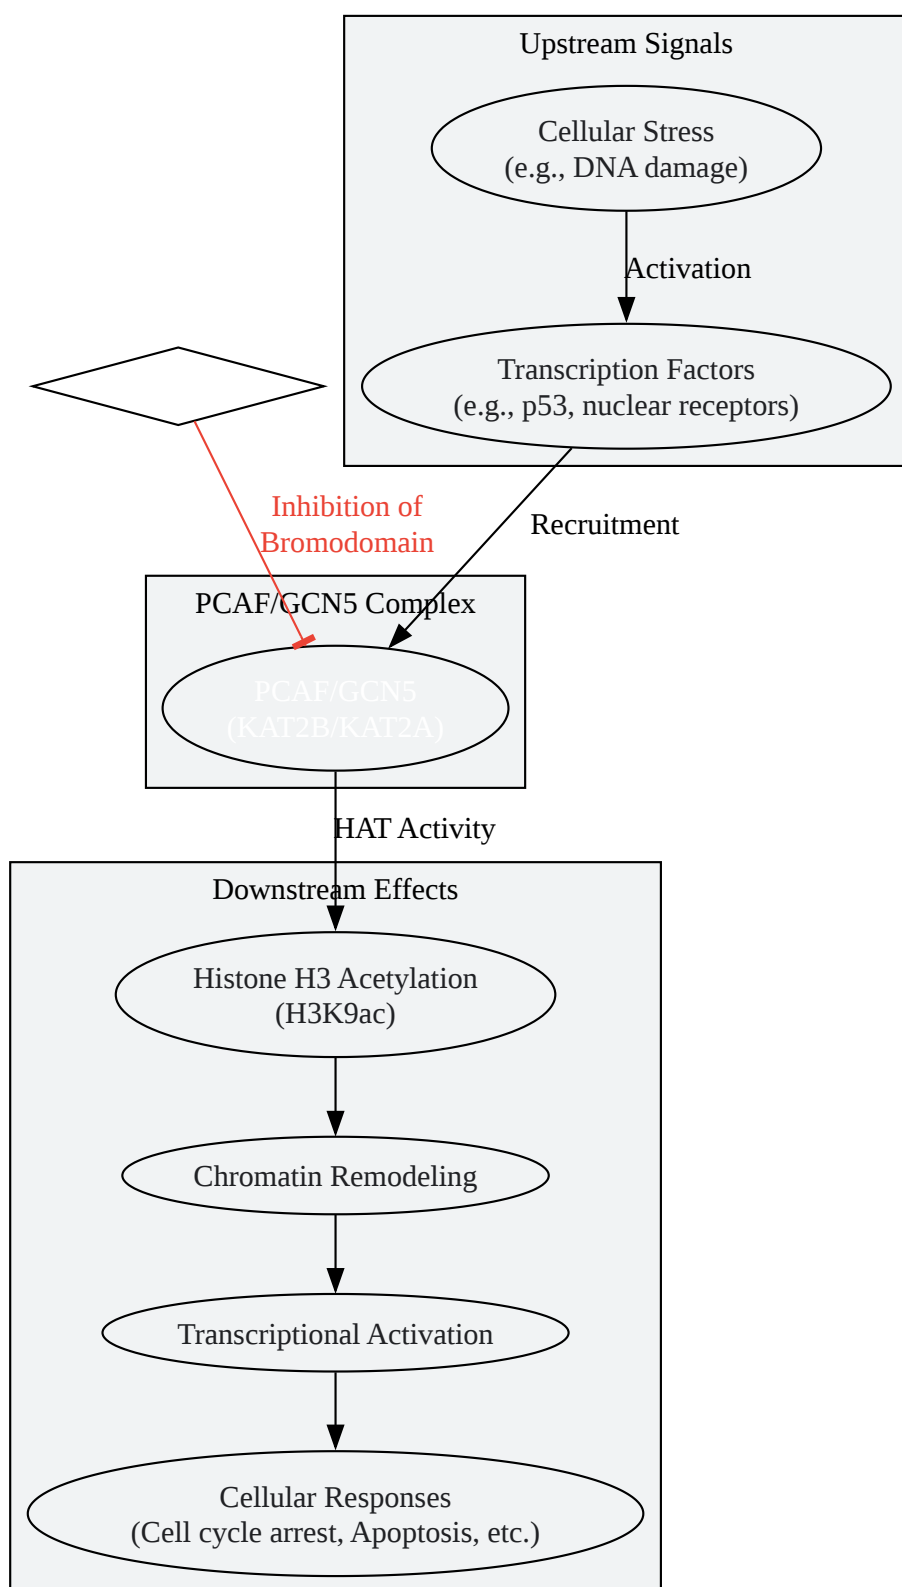 Upstream Signals
Cellular Stress
(e.g., DNA damage)
Activation
Transcription Factors
(e.g., p53, nuclear receptors)
Inhibition of
Bromodomain
Recruitment
PCAF/GCN5 Complex
PCAF/GCN5
(KAT2B/KAT2A)
HAT Activity
Downstream Effects
Histone H3 Acetylation
(H3K9ac)
Chromatin Remodeling
Transcriptional Activation
Cellular Responses
(Cell cycle arrest, Apoptosis, etc.)